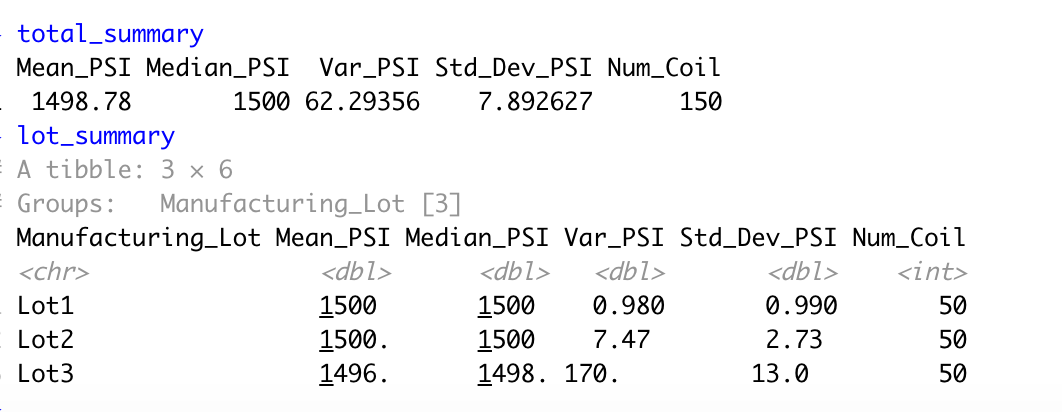 total_summary
Mean_PSI Median_PSI Var_PSI Std_Dev_PSI Num_Coil
1498.78 1500 62.29356 7.892627 150
lot_summary
A tibble: 3 × 6
Groups: Manufacturing_Lot [3]
Manufacturing_Lot Mean_PSI Median_PSI Var_PSI Std_Dev_PSI Num_Coil
<chr> <dbl> <dbl> <dbl> <dbl> <int>
Lot1 1500 1500 0.980 0.990 50
Lot2 1500. 1500 7.47 2.73 50
Lot3 1496. 1498. 170. 13.0 50